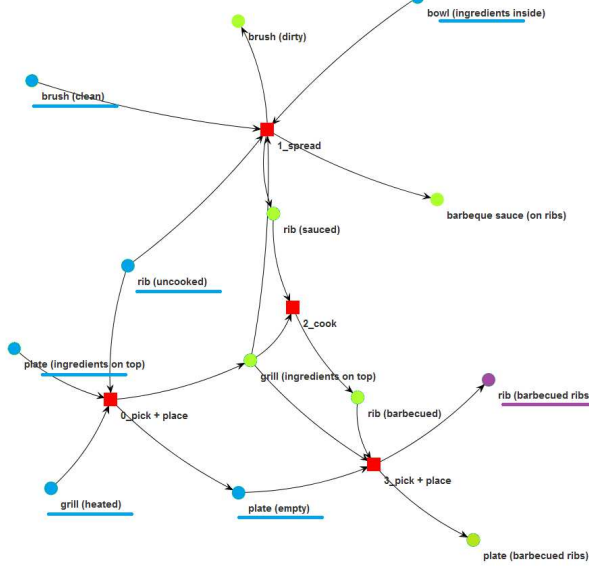 bowl (ingredients inside)
brush (dirty)
brush (clean)
1_spread
barbeque sauce (on ribs)
rib (sauced)
rib (uncooked)
2_cook
plate (ingredients on top)
grill (ingredients on top)
rib (barbecued ribs
0_pick + place
rib (barbecued)
3_pick + place
grill (heated)
plate (empty)
plate (barbecued ribs)